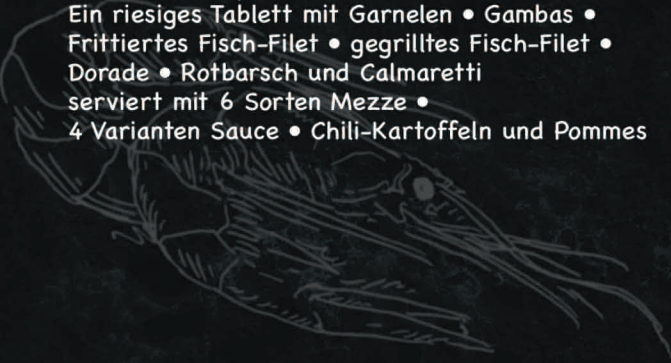 Ein riesiges Tablett mit Garnelen • Gambas •
Frittiertes Fisch-Filet • gegrilltes Fisch-Filet •
Dorade • Rotbarsch und Calmaretti
serviert mit 6 Sorten Mezze •
4 Varianten Sauce • Chili-Kartoffeln und Pommes